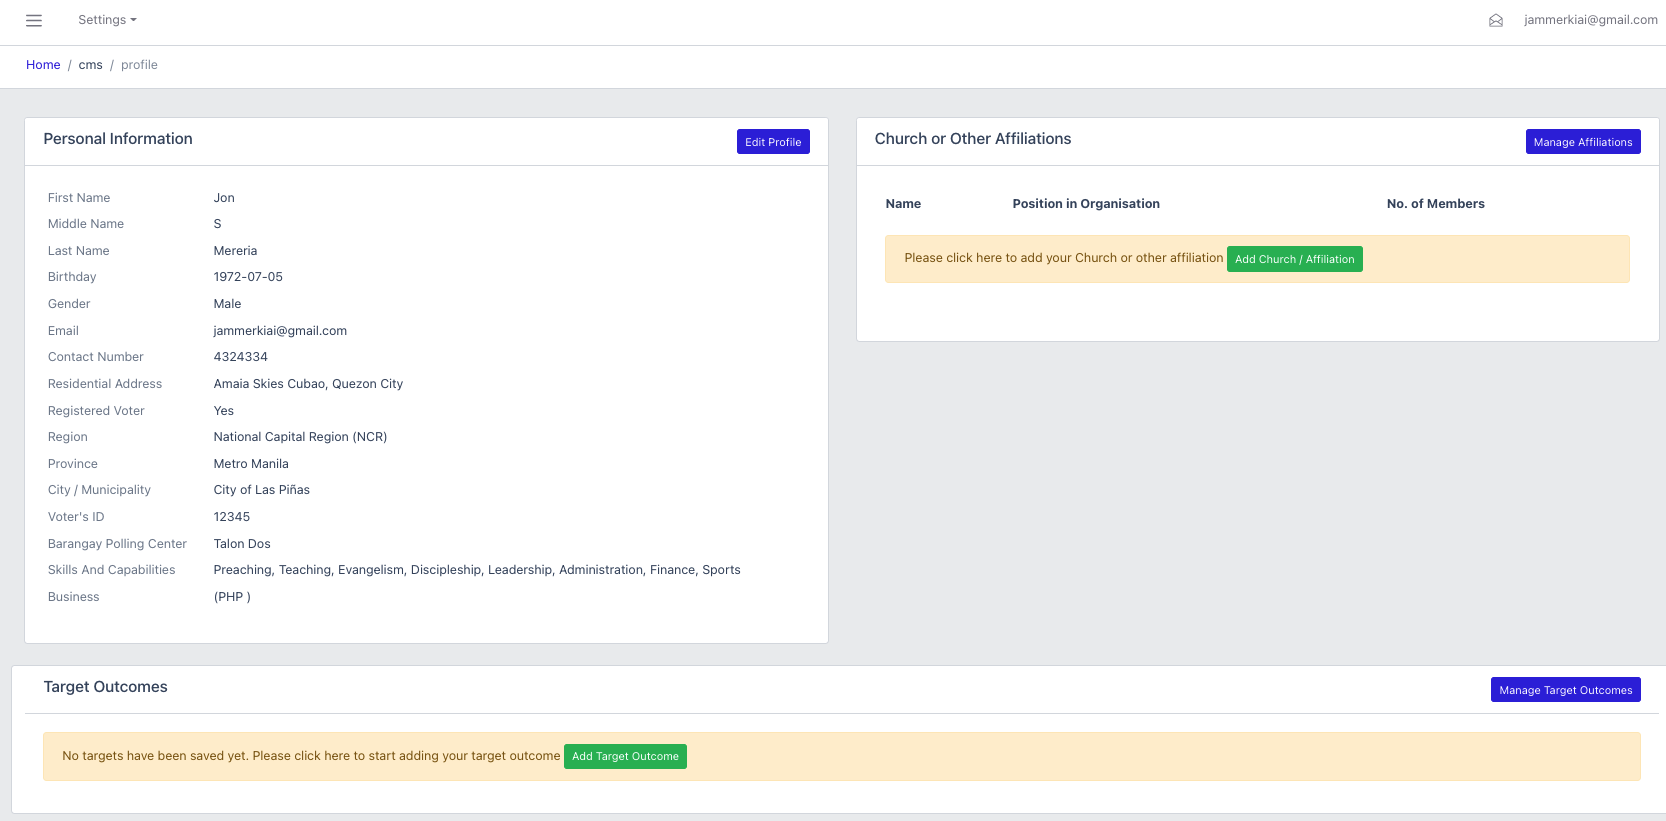 Settings
jammerkiai@gmail.com
Home / cms / profile
Personal Information
Edit Profile
First Name Jon
Middle Name S
Last Name Mereria
Birthday 1972-07-05
Gender Male
Email jammerkiai@gmail.com
Contact Number 4324334
Residential Address Amaia Skies Cubao, Quezon City
Registered Voter Yes
Region National Capital Region (NCR)
Province Metro Manila
City / Municipality City of Las Piñas
Voter's ID 12345
Barangay Polling Center Talon Dos
Skills And Capabilities Preaching, Teaching, Evangelism, Discipleship, Leadership, Administration, Finance, Sports
Business (PHP )
Church or Other Affiliations
Manage Affiliations
Name Position in Organisation No. of Members
Please click here to add your Church or other affiliation Add Church / Affiliation
Target Outcomes
Manage Target Outcomes
No targets have been saved yet. Please click here to start adding your target outcome Add Target Outcome